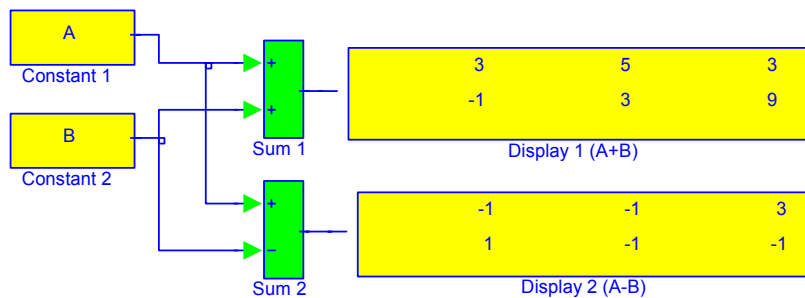 A
Constant 1
B
Constant 2
+
+
Sum 1
3 5 3
-1 3 9
Display 1 (A+B)
+
−
Sum 2
-1 -1 3
1 -1 -1
Display 2 (A-B)